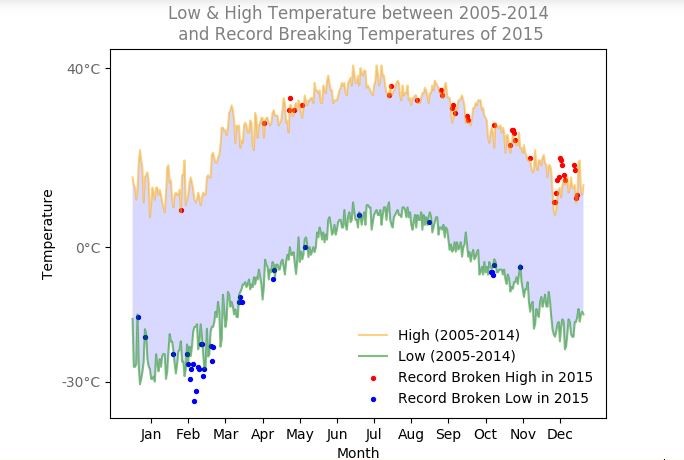 Low & High Temperature between 2005-2014
and Record Breaking Temperatures of 2015
40°C
0°C
-30°C
Temperature
High (2005-2014)
Low (2005-2014)
Record Broken High in 2015
Record Broken Low in 2015
Jan Feb Mar Apr May Jun Jul Aug Sep Oct Nov Dec
Month